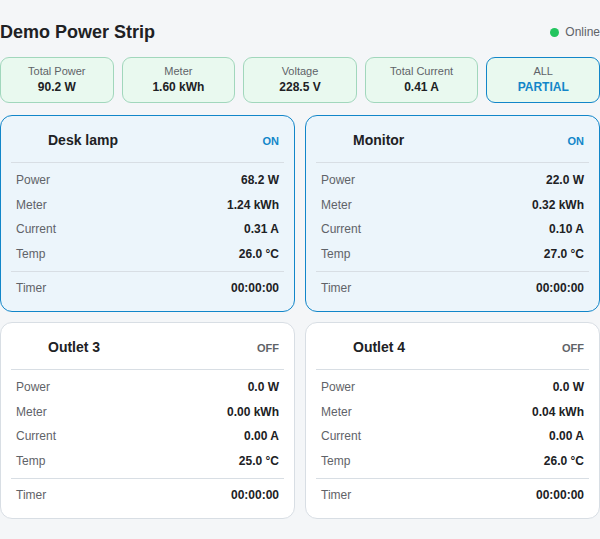 Demo Power Strip
Online
Total Power
90.2 W
Meter
1.60 kWh
Voltage
228.5 V
Total Current
0.41 A
ALL
PARTIAL
Desk lamp ON
Power 68.2 W
Meter 1.24 kWh
Current 0.31 A
Temp 26.0 °C
Timer 00:00:00
Monitor ON
Power 22.0 W
Meter 0.32 kWh
Current 0.10 A
Temp 27.0 °C
Timer 00:00:00
Outlet 3 OFF
Power 0.0 W
Meter 0.00 kWh
Current 0.00 A
Temp 25.0 °C
Timer 00:00:00
Outlet 4 OFF
Power 0.0 W
Meter 0.04 kWh
Current 0.00 A
Temp 26.0 °C
Timer 00:00:00